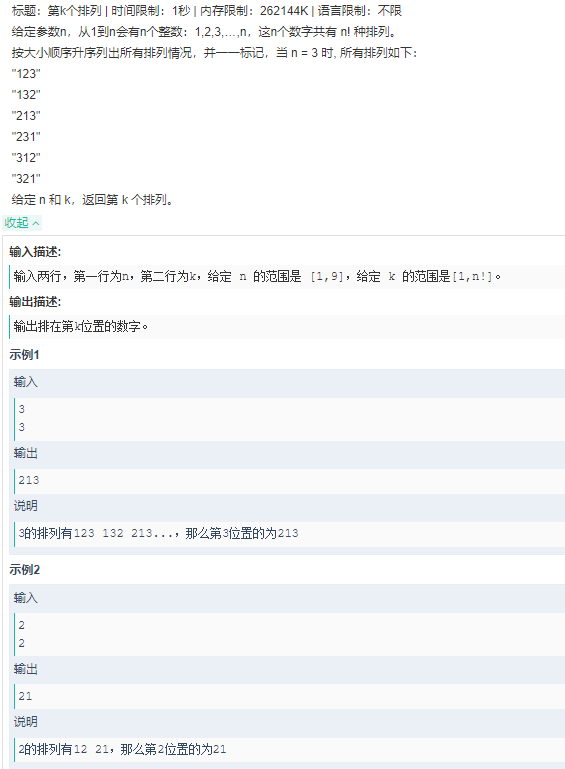 标题：第k个排列 | 时间限制：1秒 | 内存限制：262144K | 语言限制：不限
给定参数n，从1到n会有n个整数：1,2,3,…,n，这n个数字共有 n! 种排列。
按大小顺序升序列出所有排列情况，并一一标记，当 n = 3 时, 所有排列如下：
"123"
"132"
"213"
"231"
"312"
"321"
给定 n 和 k，返回第 k 个排列。
收起
输入描述:
输入两行，第一行为n，第二行为k，给定 n 的范围是 [1,9]，给定 k 的范围是[1,n!]。
输出描述:
输出排在第k位置的数字。
示例1
输入
3
3
输出
213
说明
3的排列有123 132 213...，那么第3位置的为213
示例2
输入
2
2
输出
21
说明
2的排列有12 21，那么第2位置的为21